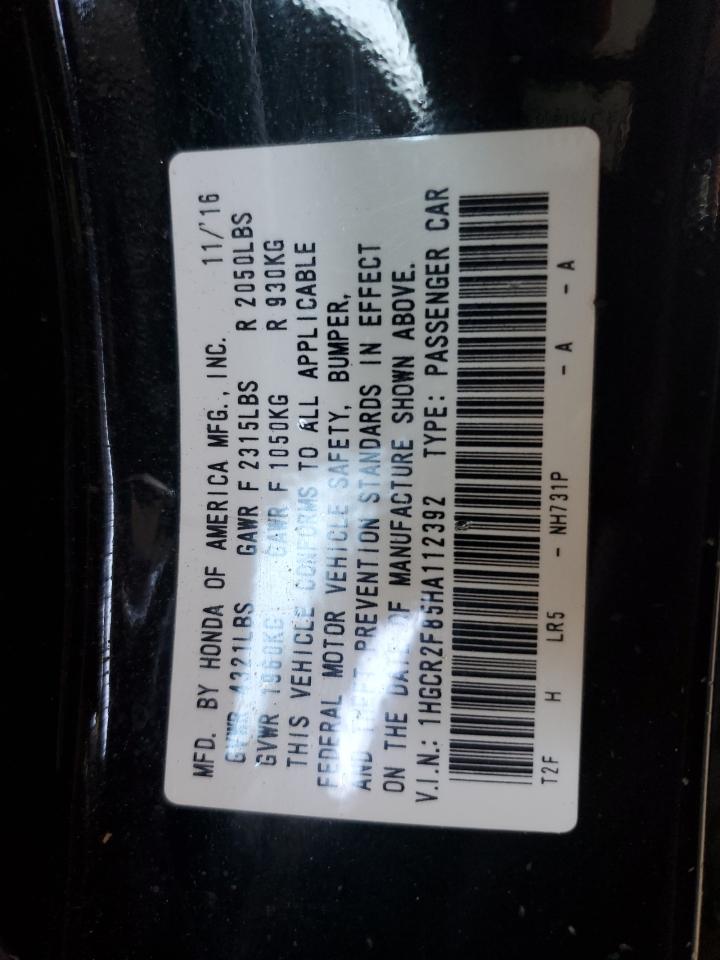 MFD. BY HONDA OF AMERICA MFG., INC. 11/'16
GVWR 4321LBS GAWR F 2315LBS R 2050LBS
GVWR 1960KG GAWR F 1050KG R 930KG
THIS VEHICLE CONFORMS TO ALL APPLICABLE
FEDERAL MOTOR VEHICLE SAFETY, BUMPER,
AND THEFT PREVENTION STANDARDS IN EFFECT
ON THE DATE OF MANUFACTURE SHOWN ABOVE.
V.I.N.: 1HGCR2F85HA112392 TYPE: PASSENGER CAR
T2F H LR5 - NH731P - A - A